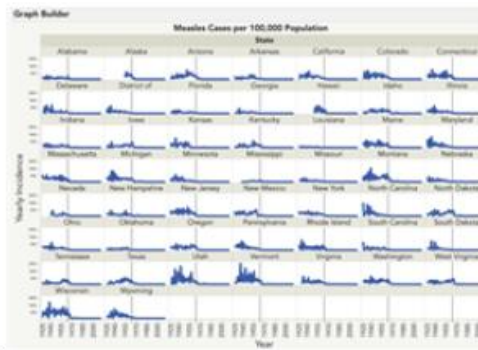 Graph Builder
Measles Cases per 100,000 Population
State
Alabama Alaska Arizona Arkansas California Colorado Connecticut
Delaware District of Florida Georgia Hawaii Idaho Illinois
Indiana Iowa Kansas Kentucky Louisiana Maine Maryland
Massachusetts Michigan Minnesota Mississippi Missouri Montana Nebraska
Nevada New Hampshire New Jersey New Mexico New York North Carolina North Dakota
Ohio Oklahoma Oregon Pennsylvania Rhode Island South Carolina South Dakota
Tennessee Texas Utah Vermont Virginia Washington West Virginia
Wisconsin Wyoming
Yearly Incidence
Year